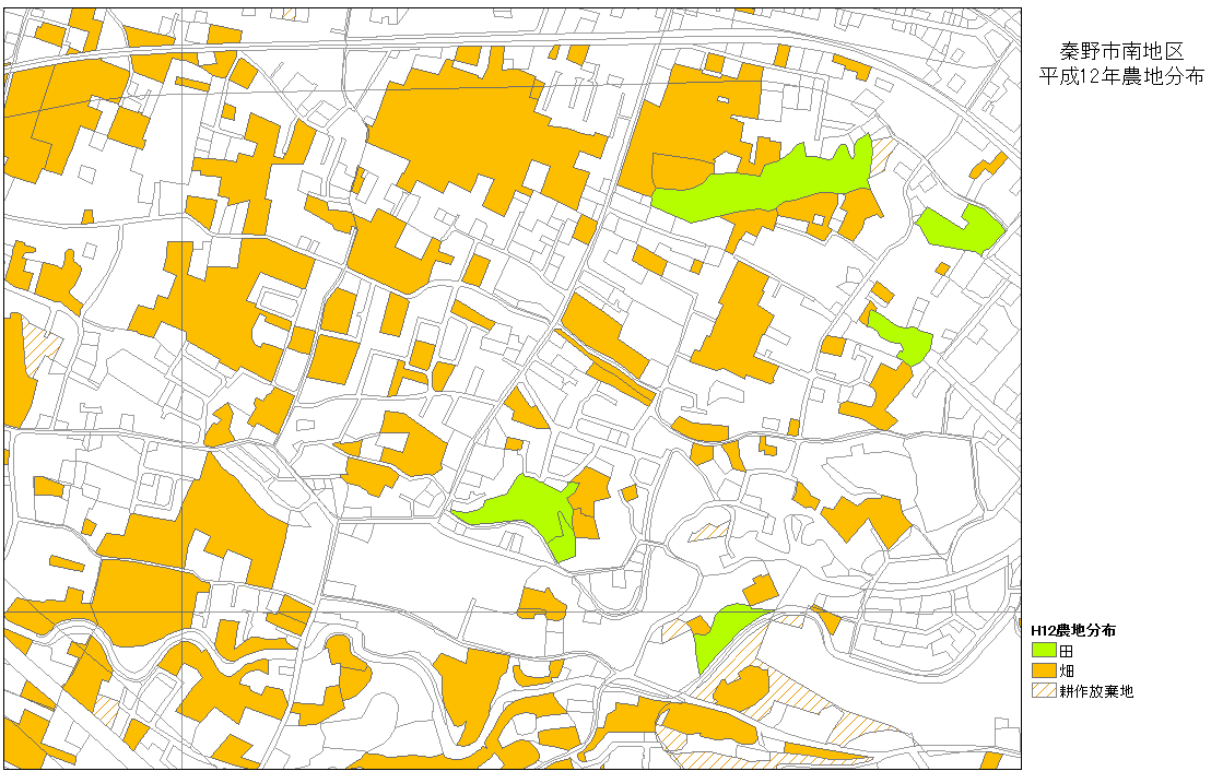 秦野市南地区
平成12年農地分布
H12農地分布
田
畑
耕作放棄地